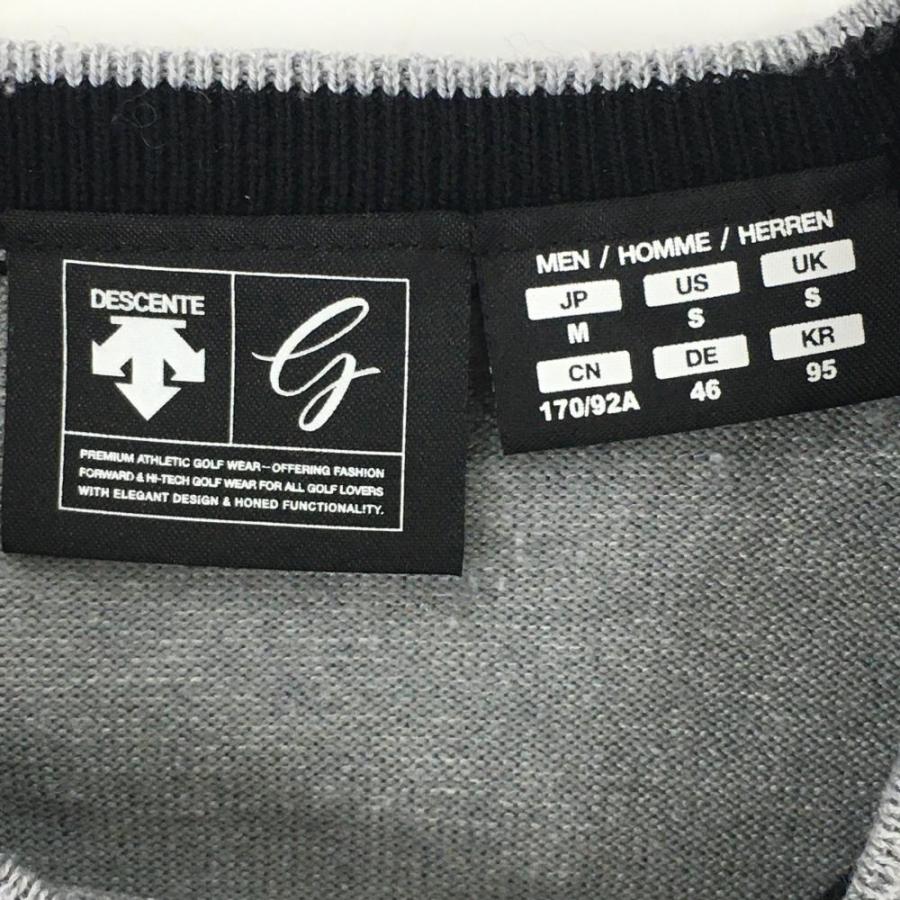 DESCENTE
G
PREMIUM ATHLETIC GOLF WEAR—OFFERING FASHION
FORWARD & HI-TECH GOLF WEAR FOR ALL GOLF LOVERS
WITH ELEGANT DESIGN & HONED FUNCTIONALITY.
MEN / HOMME / HERREN
JP US UK
M S S
CN DE KR
170/92A 46 95